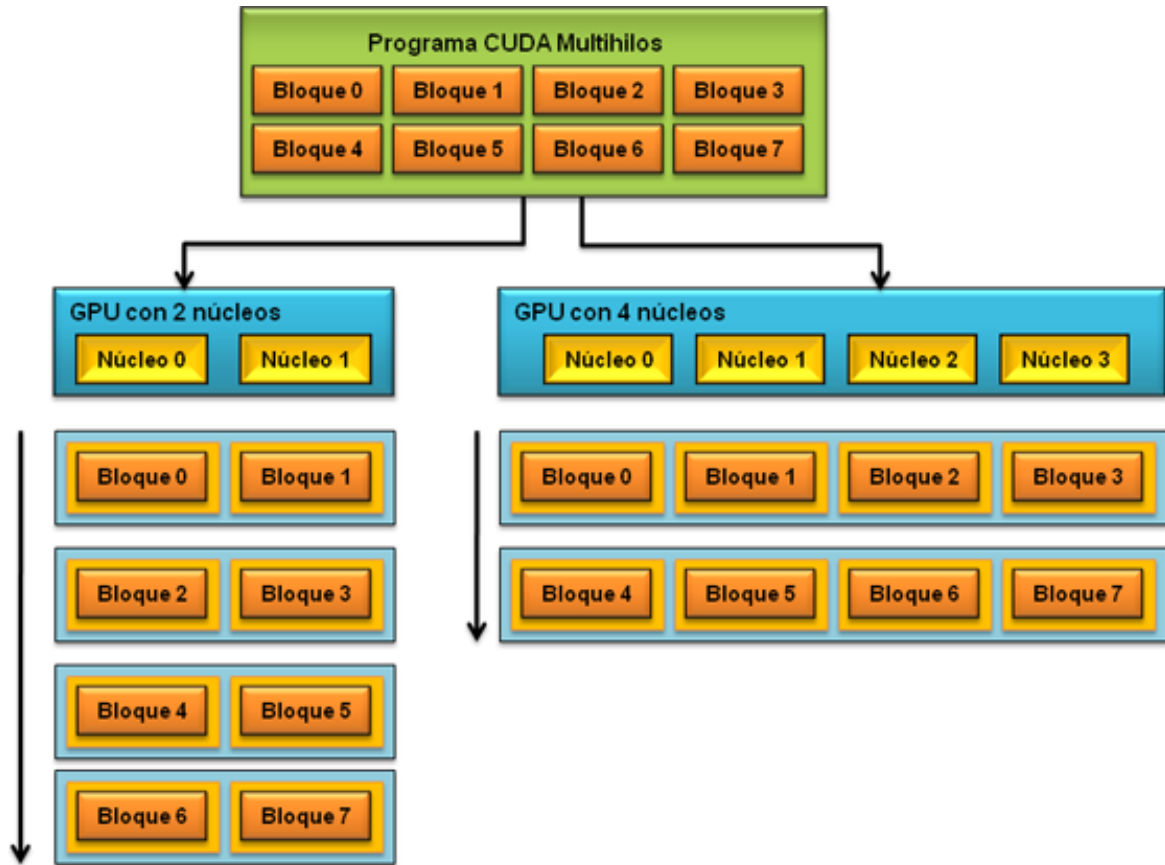 Programa CUDA Multihilos
Bloque 0 Bloque 1 Bloque 2 Bloque 3
Bloque 4 Bloque 5 Bloque 6 Bloque 7
GPU con 2 núcleos
Núcleo 0 Núcleo 1
Bloque 0 Bloque 1
Bloque 2 Bloque 3
Bloque 4 Bloque 5
Bloque 6 Bloque 7
GPU con 4 núcleos
Núcleo 0 Núcleo 1 Núcleo 2 Núcleo 3
Bloque 0 Bloque 1 Bloque 2 Bloque 3
Bloque 4 Bloque 5 Bloque 6 Bloque 7